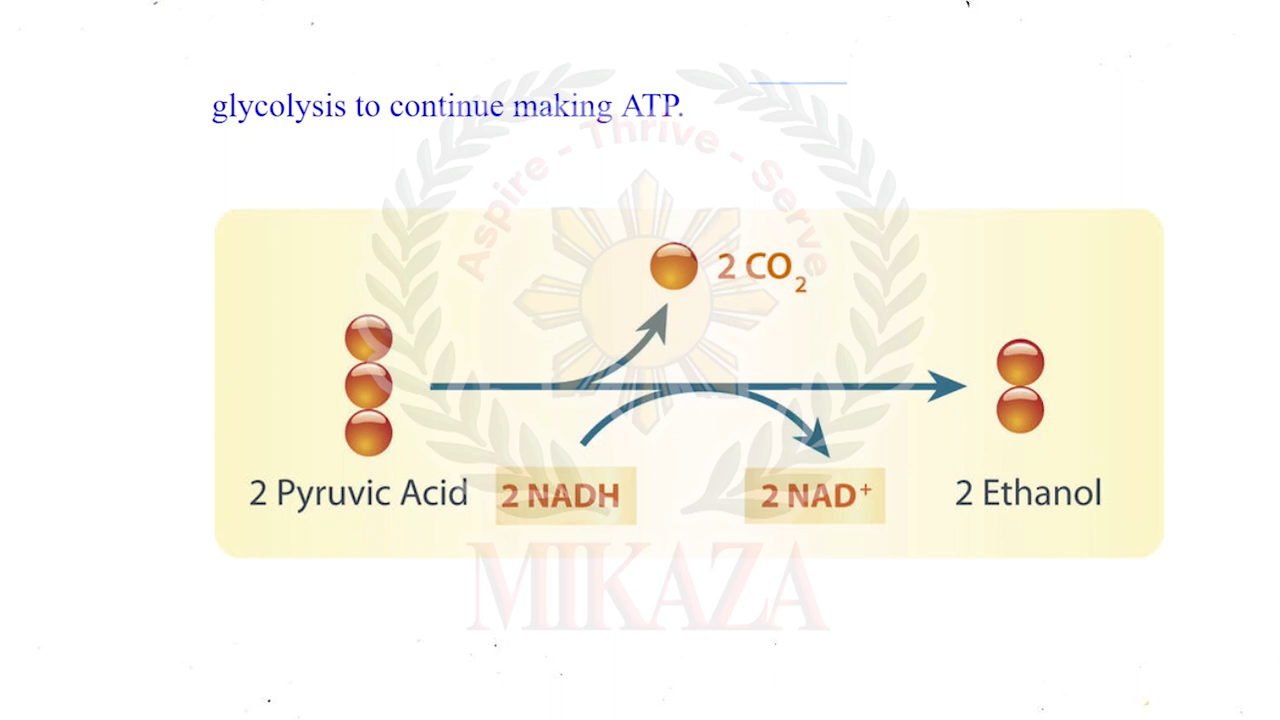 glycolysis to continue making ATP.
Aspire - Thrive - Serve
2 CO2
2 Pyruvic Acid
2 NADH
2 NAD+
2 Ethanol
MIKAZA